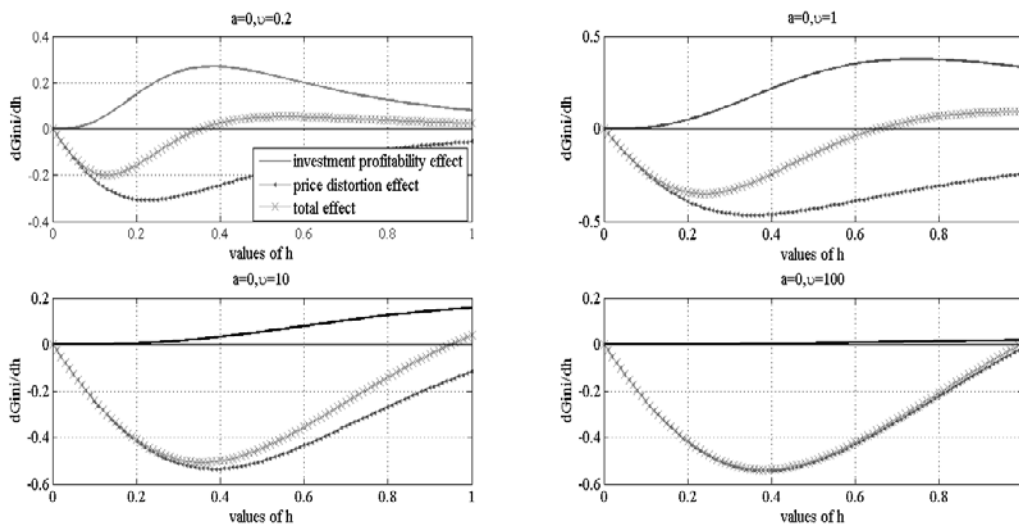 a=0,υ=0.2
0.4
0.2
0
-0.2
-0.4
dGini/dh
investment profitability effect
price distortion effect
total effect
0 0.2 0.4 0.6 0.8 1
values of h
a=0,υ=1
0.5
0
-0.5
dGini/dh
0 0.2 0.4 0.6 0.8
values of h
a=0,υ=10
0.2
0
-0.2
-0.4
-0.6
dGini/dh
0 0.2 0.4 0.6 0.8 1
values of h
a=0,υ=100
0.2
0
-0.2
-0.4
-0.6
dGini/dh
0 0.2 0.4 0.6 0.8
values of h